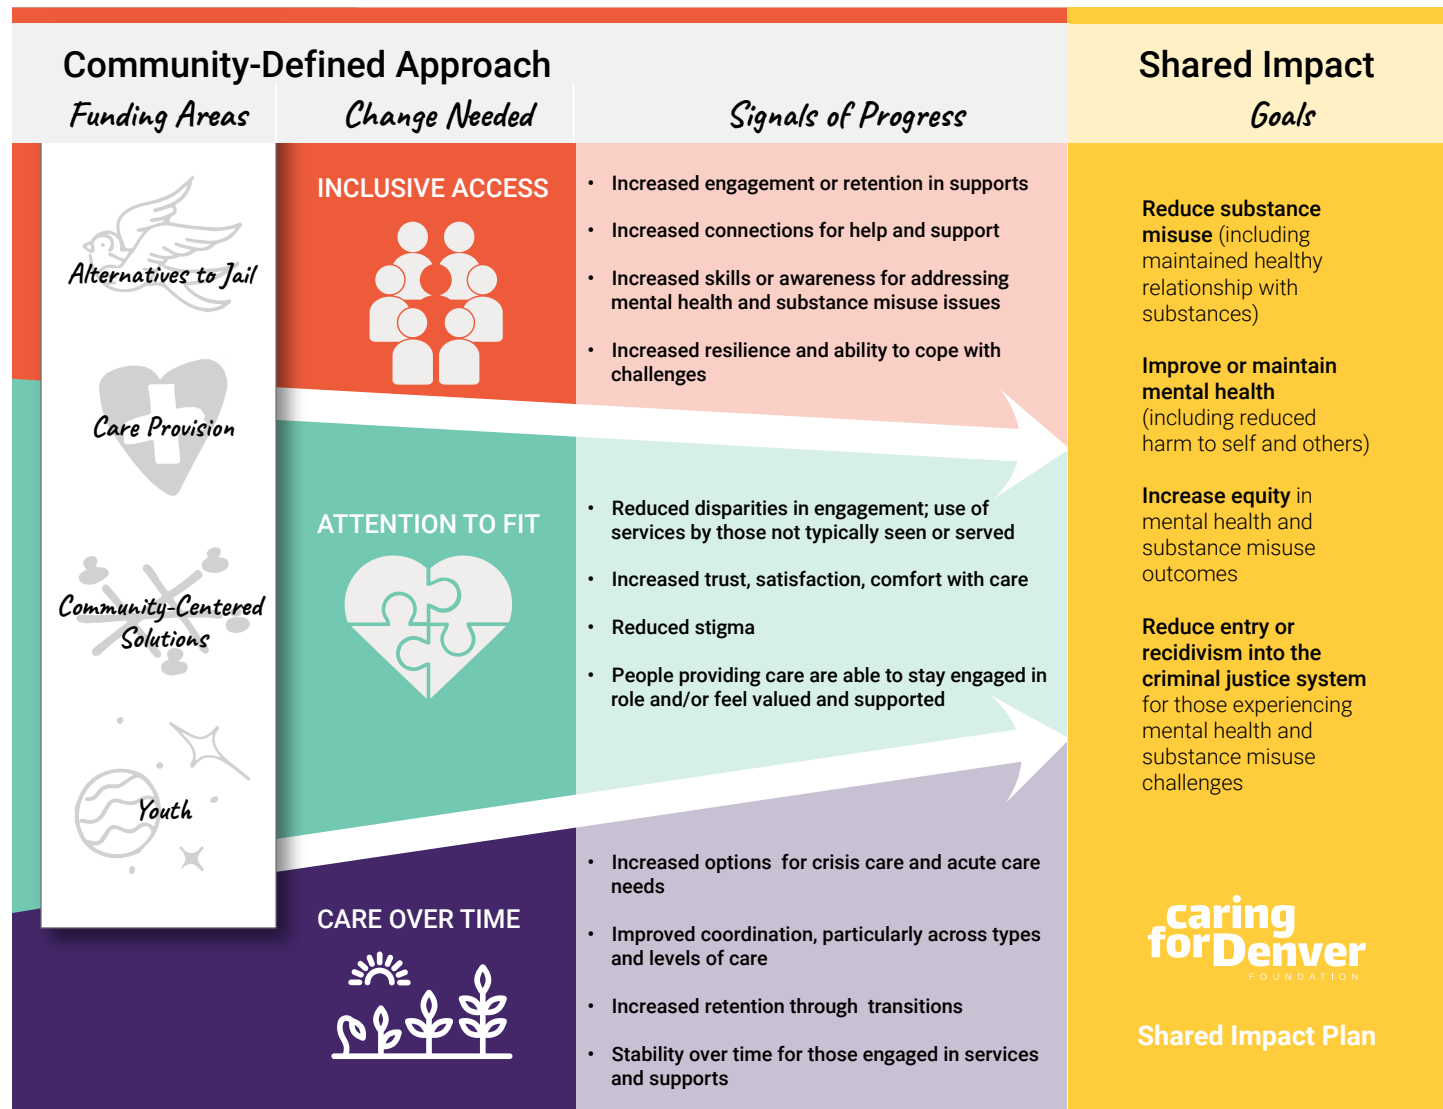 Community-Defined Approach
Shared Impact
Funding Areas
Change Needed
Signals of Progress
Goals
Alternatives to Jail
Care Provision
Community-Centered
Solutions
Youth
INCLUSIVE ACCESS
• Increased engagement or retention in supports
• Increased connections for help and support
• Increased skills or awareness for addressing
mental health and substance misuse issues
• Increased resilience and ability to cope with
challenges
ATTENTION TO FIT
• Reduced disparities in engagement; use of
services by those not typically seen or served
• Increased trust, satisfaction, comfort with care
• Reduced stigma
• People providing care are able to stay engaged in
role and/or feel valued and supported
CARE OVER TIME
• Increased options for crisis care and acute care
needs
• Improved coordination, particularly across types
and levels of care
• Increased retention through transitions
• Stability over time for those engaged in services
and supports
Reduce substance
misuse (including
maintained healthy
relationship with
substances)
Improve or maintain
mental health
(including reduced
harm to self and others)
Increase equity in
mental health and
substance misuse
outcomes
Reduce entry or
recidivism into the
criminal justice system
for those experiencing
mental health and
substance misuse
challenges
caring
forDenver
FOUNDATION
Shared Impact Plan